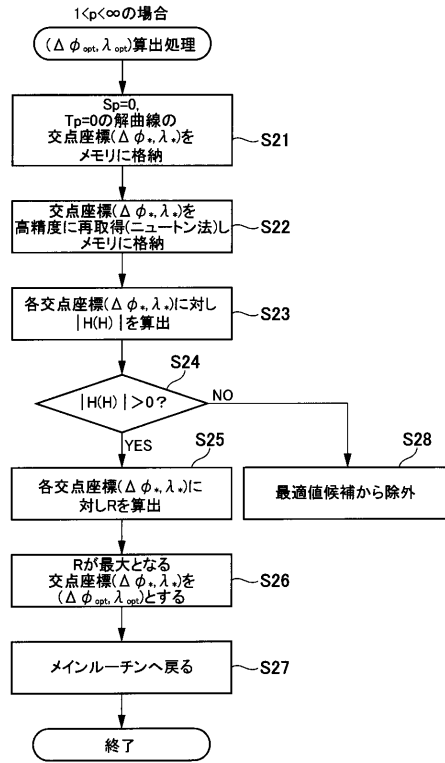 1<p<∞の場合
(Δφopt,λopt)算出処理
Sp=0,
Tp=0の解曲線の
交点座標(Δφ*,λ*)を
メモリに格納
S21
交点座標(Δφ*,λ*)を
高精度に再取得(ニュートン法)し
メモリに格納
S22
各交点座標(Δφ*,λ*)に対し
|H(H)|を算出
S23
S24
|H(H)|>0?
NO
YES
S25
各交点座標(Δφ*,λ*)に
対しRを算出
S28
最適値候補から除外
Rが最大となる
交点座標(Δφ*,λ*)を
(Δφopt,λopt)とする
S26
メインルーチンへ戻る
S27
終了